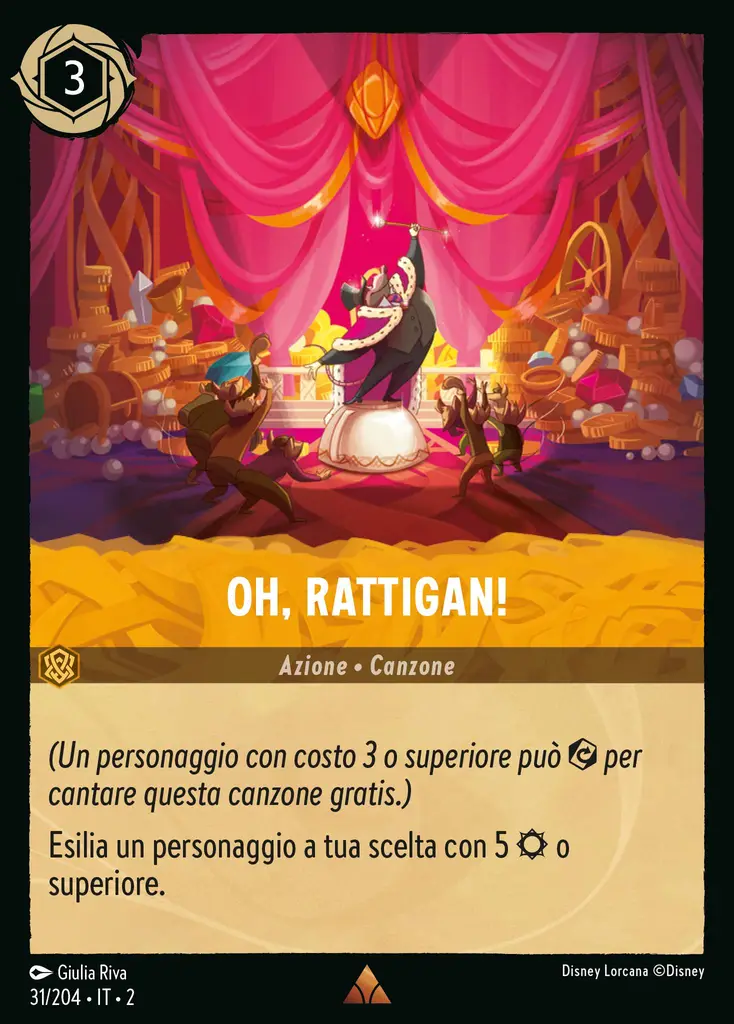 3
OH, RATTIGAN!
Azione • Canzone
(Un personaggio con costo 3 o superiore può per
cantare questa canzone gratis.)
Esilia un personaggio a tua scelta con 5 o
superiore.
Giulia Riva
Disney Lorcana ©Disney
31/204 • IT • 2